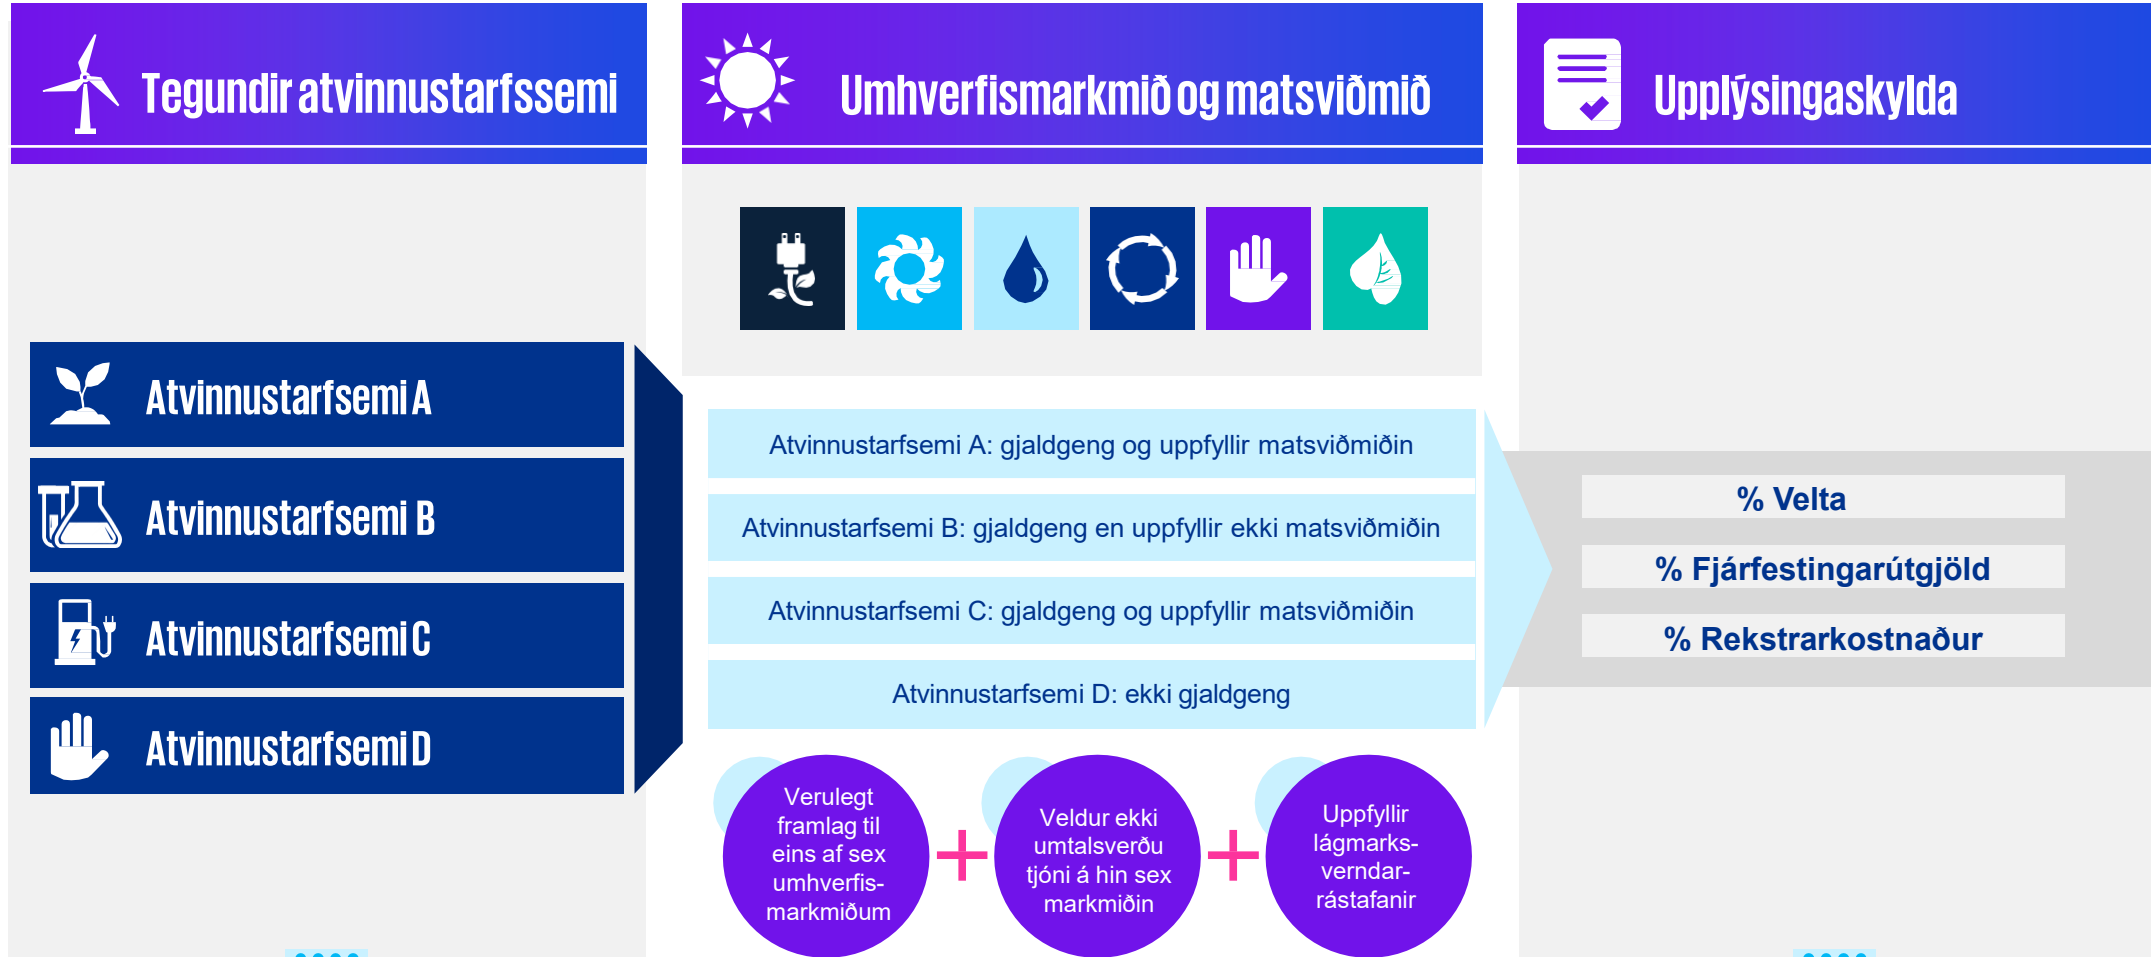 Tegundir atvinnustarfssemi
Atvinnustarfsemi A
Atvinnustarfsemi B
Atvinnustarfsemi C
Atvinnustarfsemi D
Umhverfismarkmið og matsviðmið
Atvinnustarfsemi A: gjaldgeng og uppfyllir matsviðmiðin
Atvinnustarfsemi B: gjaldgeng en uppfyllir ekki matsviðmiðin
Atvinnustarfsemi C: gjaldgeng og uppfyllir matsviðmiðin
Atvinnustarfsemi D: ekki gjaldgeng
Verulegt
framlag til
eins af sex
umhverfis-
markmiðum
+
Veldur ekki
umtalsverðu
tjóni á hin sex
markmiðin
+
Uppfyllir
lágmarks-
verndar-
rástafanir
Upplýsingaskylda
% Velta
% Fjárfestingarútgjöld
% Rekstrarkostnaður